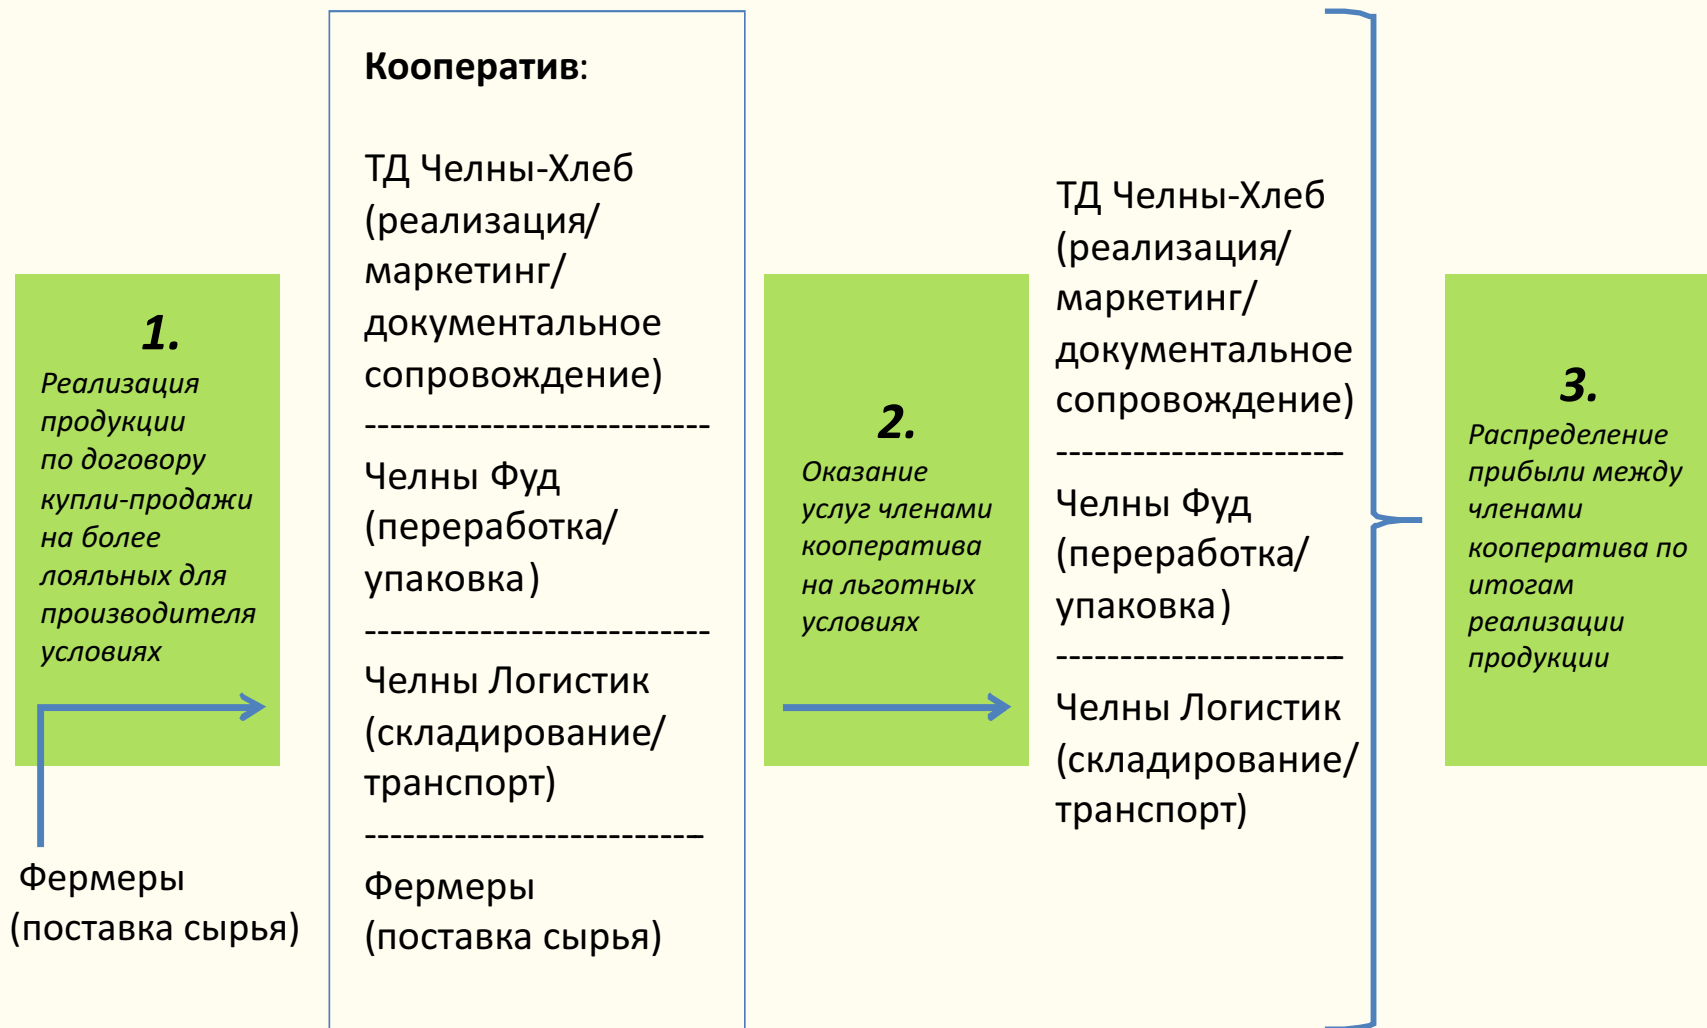 1.
Реализация
продукции
по договору
купли-продажи
на более
лояльных для
производителя
условиях
Фермеры
(поставка сырья)
Кооператив:
ТД Челны-Хлеб
(реализация/
маркетинг/
документальное
сопровождение)
---------------------------
Челны Фуд
(переработка/
упаковка)
---------------------------
Челны Логистик
(складирование/
транспорт)
---------------------------
Фермеры
(поставка сырья)
2.
Оказание
услуг членами
кооператива
на льготных
условиях
ТД Челны-Хлеб
(реализация/
маркетинг/
документальное
сопровождение)
-----------------------
Челны Фуд
(переработка/
упаковка)
-----------------------
Челны Логистик
(складирование/
транспорт)
3.
Распределение
прибыли между
членами
кооператива по
итогам
реализации
продукции